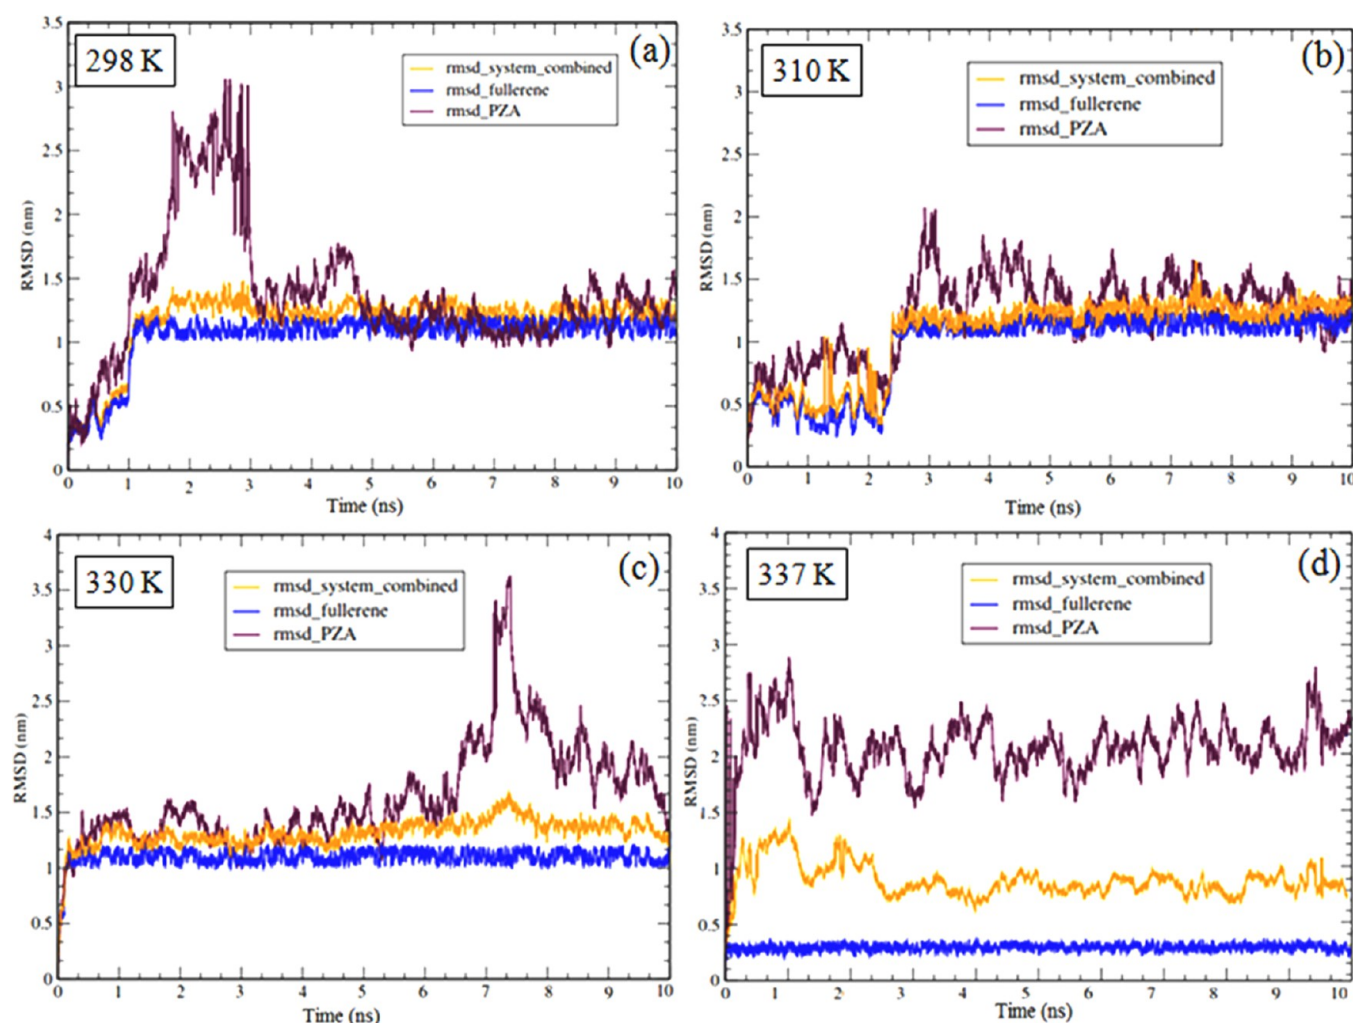 298 K
(a)
rmsd_system_combined
rmsd_fullerene
rmsd_PZA
3.5
3
2.5
2
1.5
1
0.5
0
RMSD (nm)
0 1 2 3 4 5 6 7 8 9 10
Time (ns)
310 K
(b)
rmsd_system_combined
rmsd_fullerene
rmsd_PZA
3.5
3
2.5
2
1.5
1
0.5
0
RMSD (nm)
0 1 2 3 4 5 6 7 8 9 10
Time (ns)
330 K
(c)
rmsd_system_combined
rmsd_fullerene
rmsd_PZA
4
3.5
3
2.5
2
1.5
1
0.5
0
RMSD (nm)
0 1 2 3 4 5 6 7 8 9 10
Time (ns)
337 K
(d)
rmsd_system_combined
rmsd_fullerene
rmsd_PZA
4
3.5
3
2.5
2
1.5
1
0.5
0
RMSD (nm)
0 1 2 3 4 5 6 7 8 9 10
Time (ns)